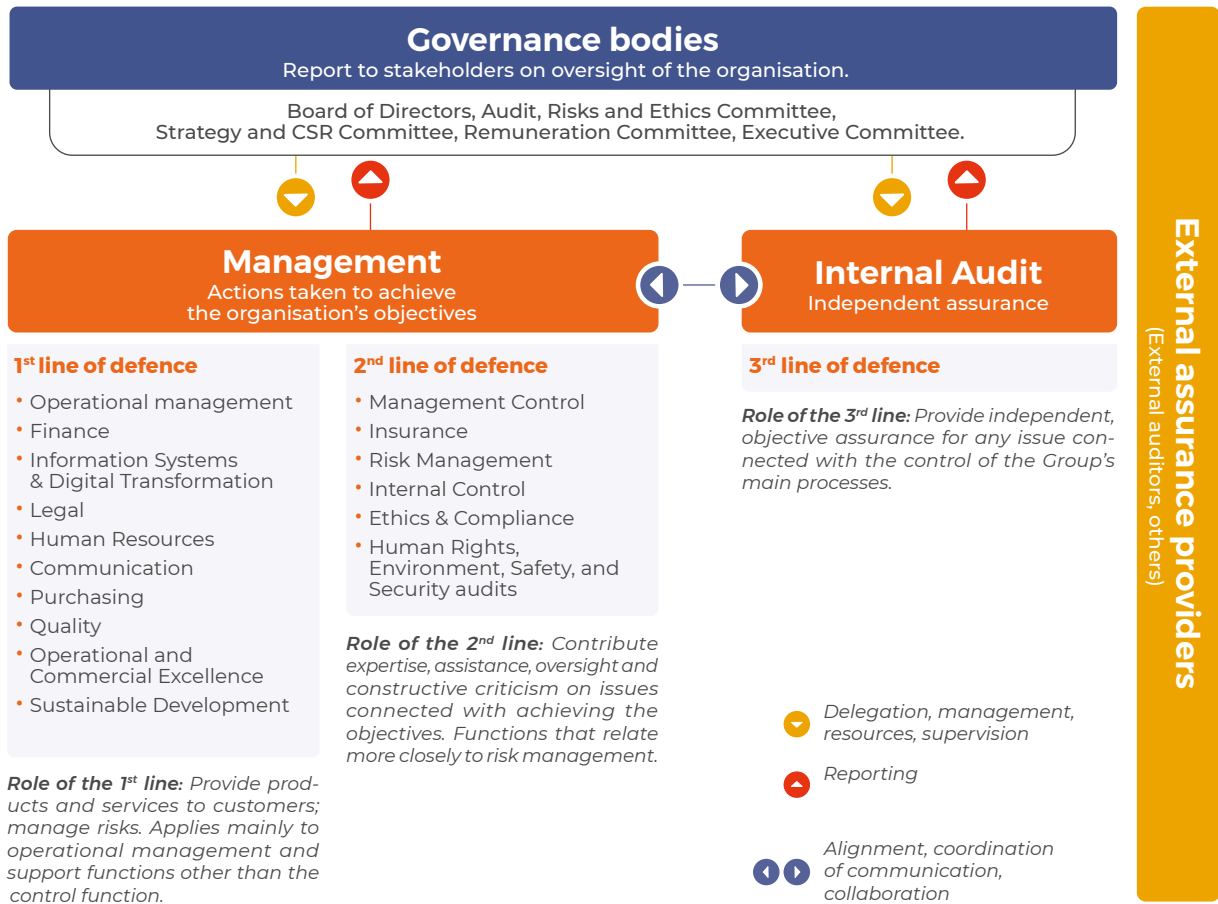 Governance bodies
Report to stakeholders on oversight of the organisation.
Board of Directors, Audit, Risks and Ethics Committee,
Strategy and CSR Committee, Remuneration Committee, Executive Committee.
Management
Actions taken to achieve
the organisation's objectives
Internal Audit
Independent assurance
1st line of defence
• Operational management
• Finance
• Information Systems
& Digital Transformation
• Legal
• Human Resources
• Communication
• Purchasing
• Quality
• Operational and
Commercial Excellence
• Sustainable Development
Role of the 1st line: Provide prod-
ucts and services to customers;
manage risks. Applies mainly to
operational management and
support functions other than the
control function.
2nd line of defence
• Management Control
• Insurance
• Risk Management
• Internal Control
• Ethics & Compliance
• Human Rights,
Environment, Safety, and
Security audits
Role of the 2nd line: Contribute
expertise, assistance, oversight and
constructive criticism on issues
connected with achieving the
objectives. Functions that relate
more closely to risk management.
3rd line of defence
Role of the 3rd line: Provide independent,
objective assurance for any issue con-
nected with the control of the Group's
main processes.
Delegation, management,
resources, supervision
Reporting
Alignment, coordination
of communication,
collaboration
External assurance providers
(External auditors, others)